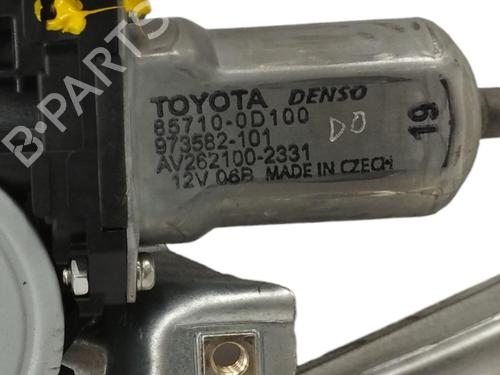 TOYOTA DENSO
85710-0D100
973582-101
AV262100-2331
12V 06B MADE IN CZECH
DO
19
B-PARTS